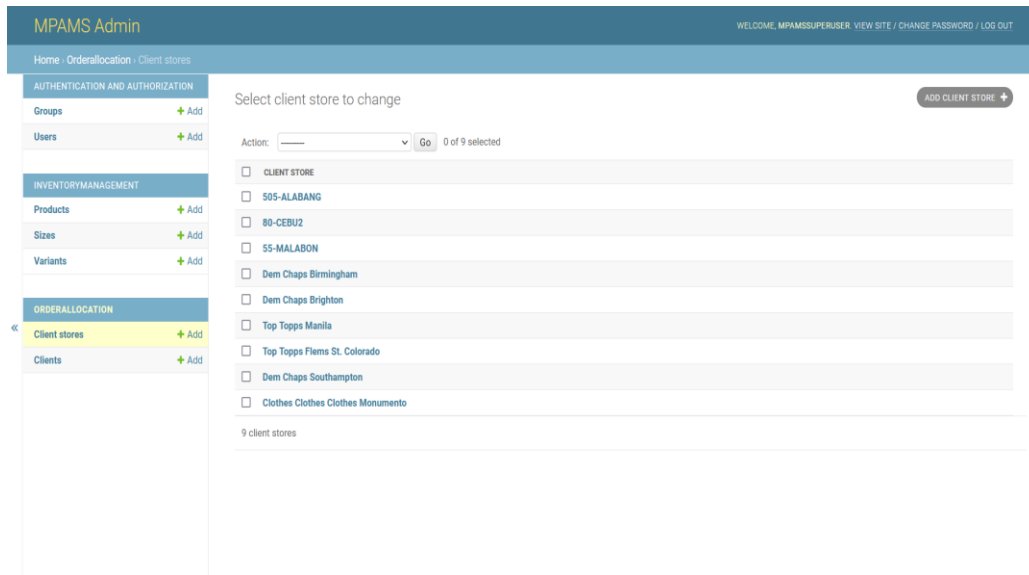 MPAMS Admin
WELCOME, MPAMSSUPERUSER. VIEW SITE / CHANGE PASSWORD / LOG OUT
Home › Orderallocation › Client stores
AUTHENTICATION AND AUTHORIZATION
Groups + Add
Users + Add
INVENTORYMANAGEMENT
Products + Add
Sizes + Add
Variants + Add
ORDERALLOCATION
«
Client stores + Add
Clients + Add
Select client store to change
ADD CLIENT STORE +
Action: --------- Go 0 of 9 selected
CLIENT STORE
505-ALABANG
80-CEBU2
55-MALABON
Dem Chaps Birmingham
Dem Chaps Brighton
Top Topps Manila
Top Topps Flems St. Colorado
Dem Chaps Southampton
Clothes Clothes Clothes Monumento
9 client stores